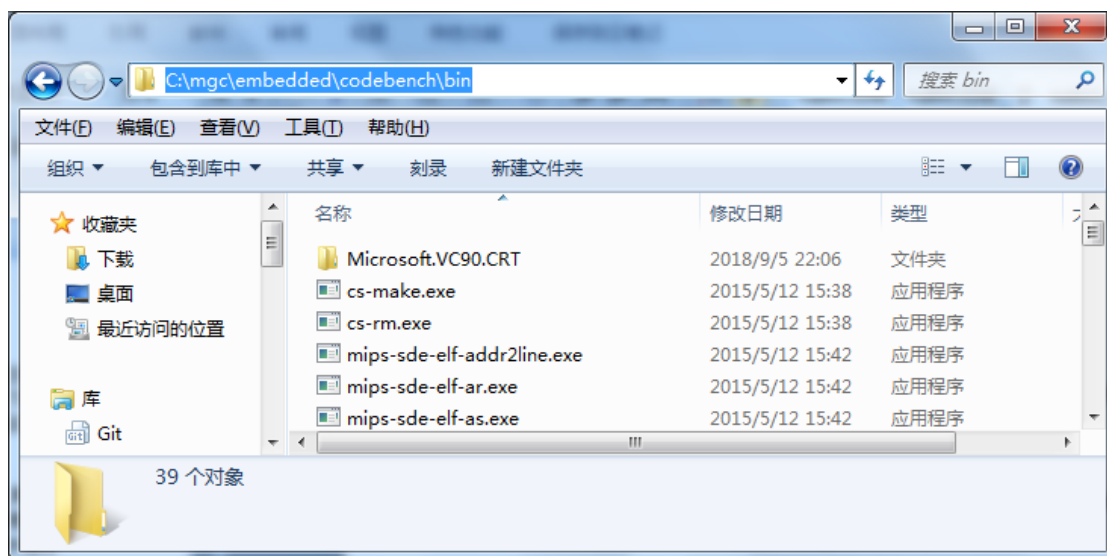 C:\mgc\embedded\codebench\bin
搜索 bin
文件(F) 编辑(E) 查看(V) 工具(T) 帮助(H)
组织 包含到库中 共享 刻录 新建文件夹
收藏夹
下载
桌面
最近访问的位置
库
Git
名称 修改日期 类型
Microsoft.VC90.CRT 2018/9/5 22:06 文件夹
cs-make.exe 2015/5/12 15:38 应用程序
cs-rm.exe 2015/5/12 15:38 应用程序
mips-sde-elf-addr2line.exe 2015/5/12 15:42 应用程序
mips-sde-elf-ar.exe 2015/5/12 15:42 应用程序
mips-sde-elf-as.exe 2015/5/12 15:42 应用程序
39 个对象